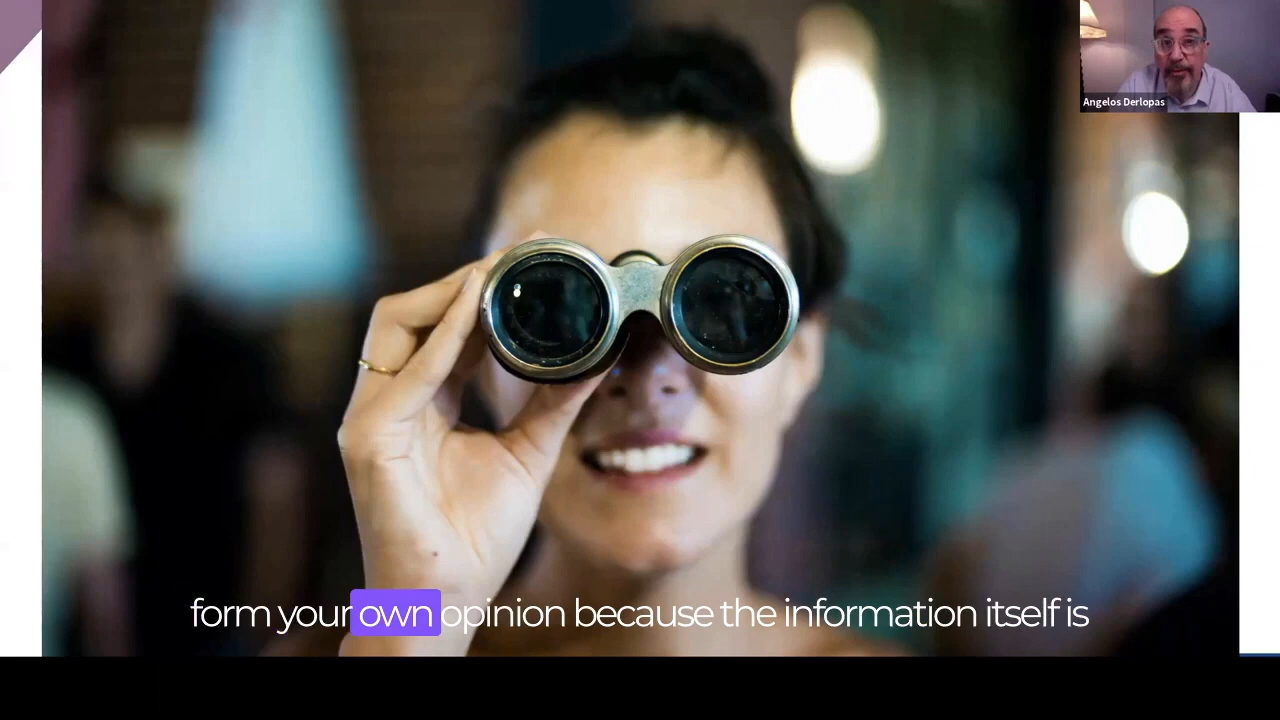 Angelos Derlopas
form your own opinion because the information itself is